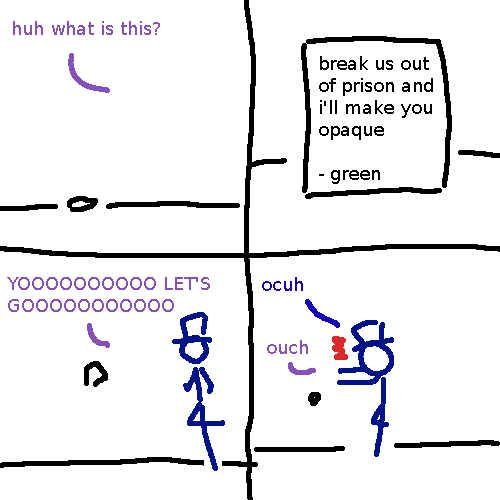 huh what is this?
break us out
of prison and
i'll make you
opaque
- green
YOOOOOOOOOO LET'S
GOOOOOOOOOOO
ocuh
ouch